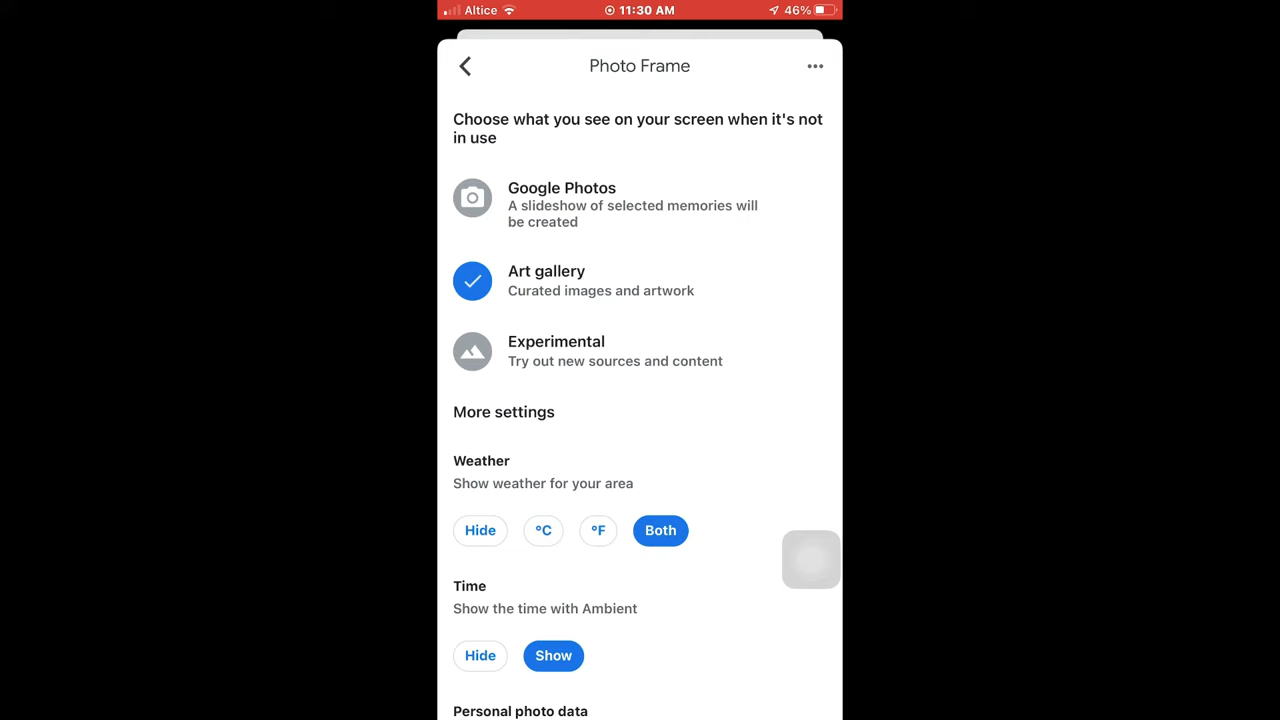 Altice 11:30 AM 46%
Photo Frame
Choose what you see on your screen when it's not
in use
Google Photos
A slideshow of selected memories will
be created
Art gallery
Curated images and artwork
Experimental
Try out new sources and content
More settings
Weather
Show weather for your area
Hide °C °F Both
Time
Show the time with Ambient
Hide Show
Personal photo data